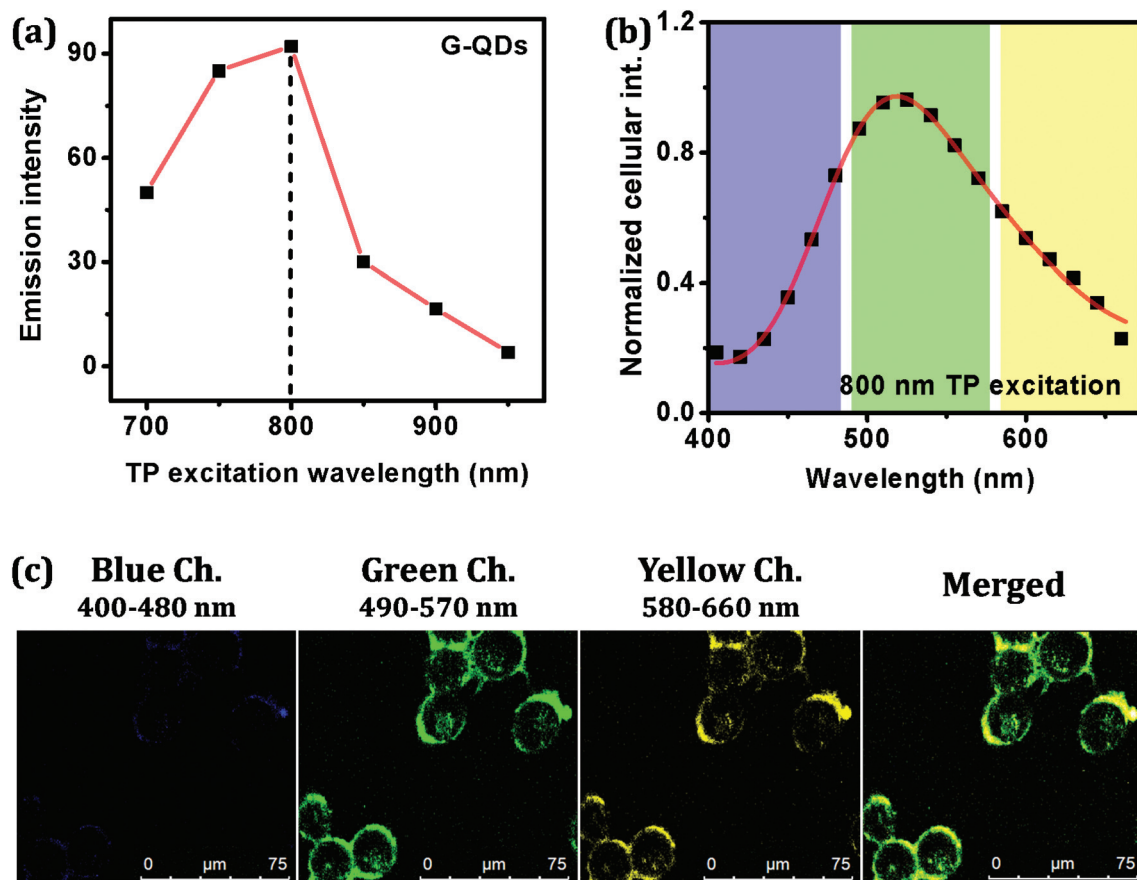 (a)
G-QDs
Emission intensity
90
60
30
0
700
800
900
TP excitation wavelength (nm)
(b)
Normalized cellular int.
1.2
0.8
0.4
0.0
800 nm TP excitation
400
500
600
Wavelength (nm)
(c)
Blue Ch.
400-480 nm
Green Ch.
490-570 nm
Yellow Ch.
580-660 nm
Merged
0 µm 75
0 µm 75
0 µm 75
0 µm 75